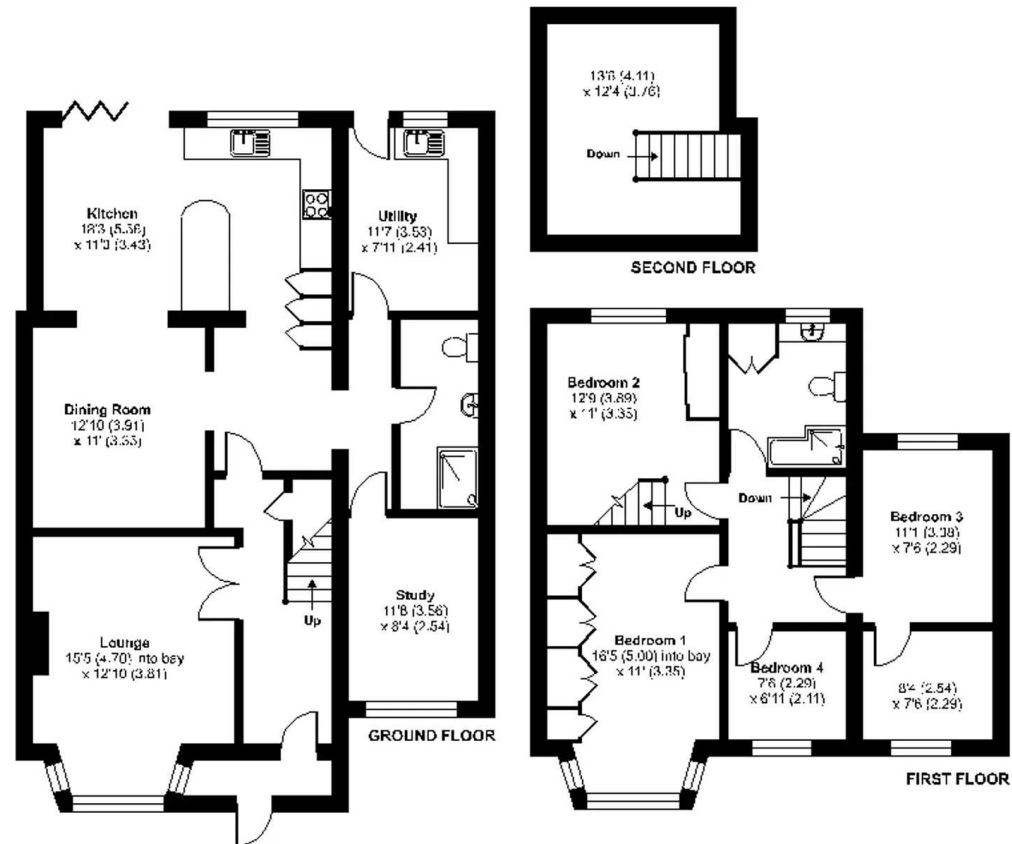 13'6 (4.11)
x 12'4 (3.76)
Down
SECOND FLOOR
Kitchen
18'3 (5.56)
x 11'3 (3.43)
Utility
11'7 (3.53)
x 7'11 (2.41)
Dining Room
12'10 (3.91)
x 11' (3.35)
Up
Study
11'8 (3.56)
x 8'4 (2.54)
Lounge
15'5 (4.70) into bay
x 12'10 (3.81)
GROUND FLOOR
Bedroom 2
12'9 (3.89)
x 11' (3.35)
Up
Down
Bedroom 3
11'1 (3.38)
x 7'6 (2.29)
Bedroom 1
16'5 (5.00) into bay
x 11' (3.35)
Bedroom 4
7'6 (2.29)
x 6'11 (2.11)
8'4 (2.54)
x 7'6 (2.29)
FIRST FLOOR